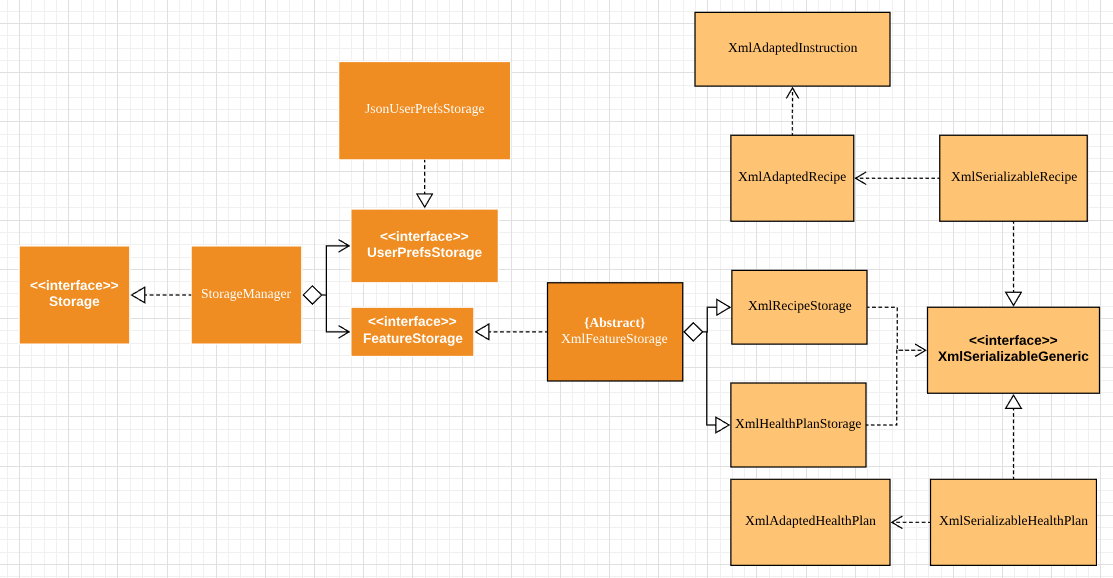 XmlAdaptedInstruction
JsonUserPrefsStorage
XmlAdaptedRecipe
XmlSerializableRecipe
<<interface>>
UserPrefsStorage
<<interface>>
Storage
StorageManager
<<interface>>
FeatureStorage
{Abstract}
XmlFeatureStorage
XmlRecipeStorage
<<interface>>
XmlSerializableGeneric
XmlHealthPlanStorage
XmlAdaptedHealthPlan
XmlSerializableHealthPlan